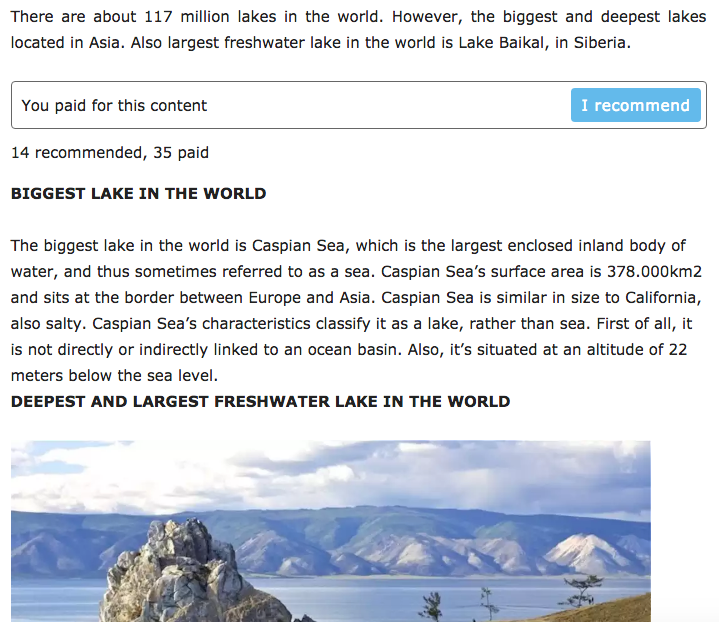 There are about 117 million lakes in the world. However, the biggest and deepest lakes
located in Asia. Also largest freshwater lake in the world is Lake Baikal, in Siberia.
You paid for this content
I recommend
14 recommended, 35 paid
BIGGEST LAKE IN THE WORLD
The biggest lake in the world is Caspian Sea, which is the largest enclosed inland body of
water, and thus sometimes referred to as a sea. Caspian Sea’s surface area is 378.000km2
and sits at the border between Europe and Asia. Caspian Sea is similar in size to California,
also salty. Caspian Sea’s characteristics classify it as a lake, rather than sea. First of all, it
is not directly or indirectly linked to an ocean basin. Also, it’s situated at an altitude of 22
meters below the sea level.
DEEPEST AND LARGEST FRESHWATER LAKE IN THE WORLD